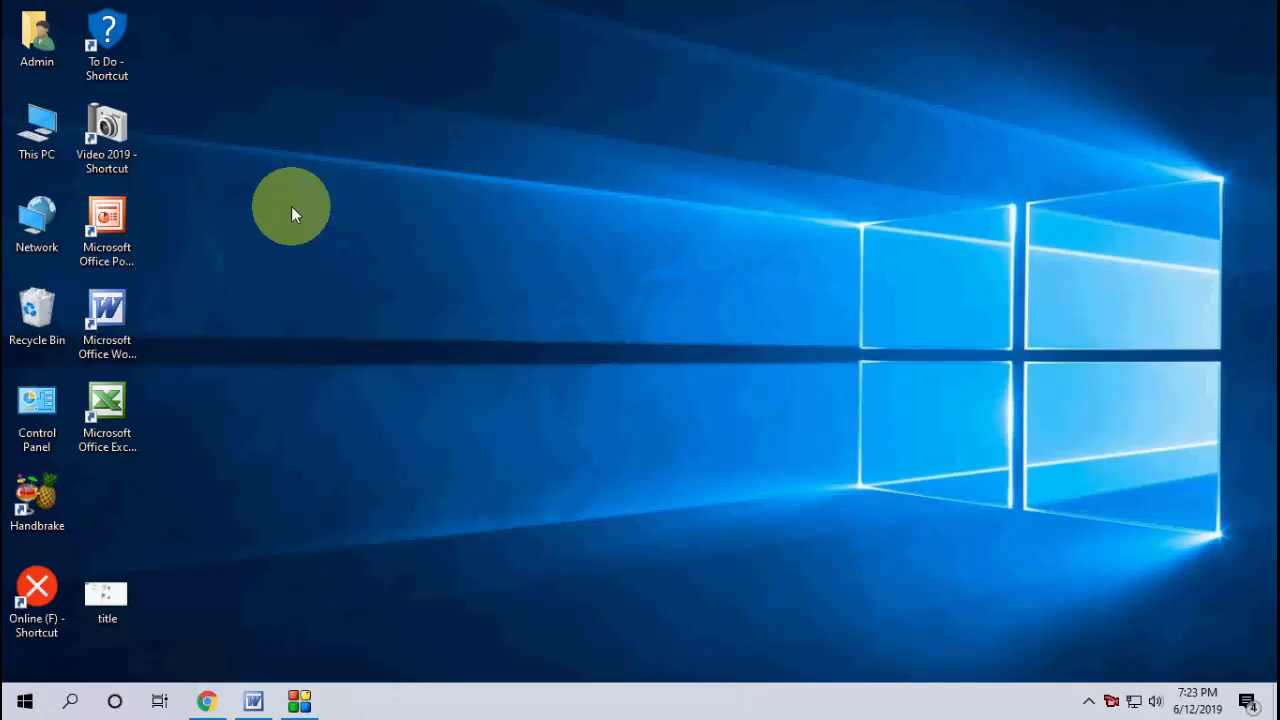 Admin
To Do -
Shortcut
This PC
Video 2019 -
Shortcut
Network
Microsoft
Office Po...
Recycle Bin
Microsoft
Office Wo...
Control
Panel
Microsoft
Office Exc...
Handbrake
Online (F) -
Shortcut
title
7:23 PM
6/12/2019
4